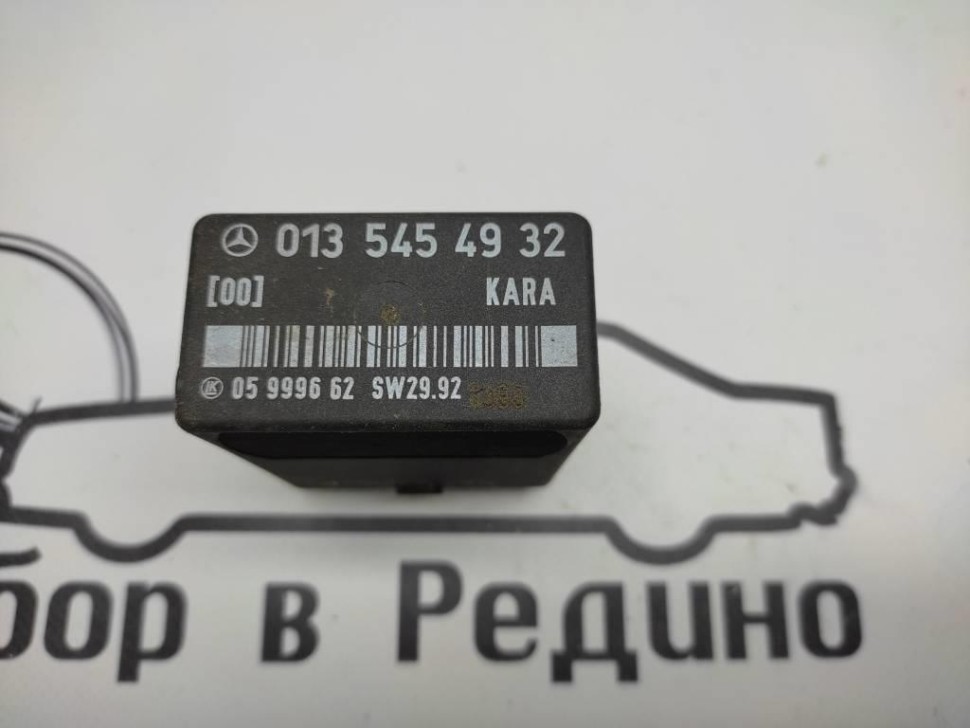 013 545 49 32
[00] KARA
05 9996 62 SW29.92
бор в Редино